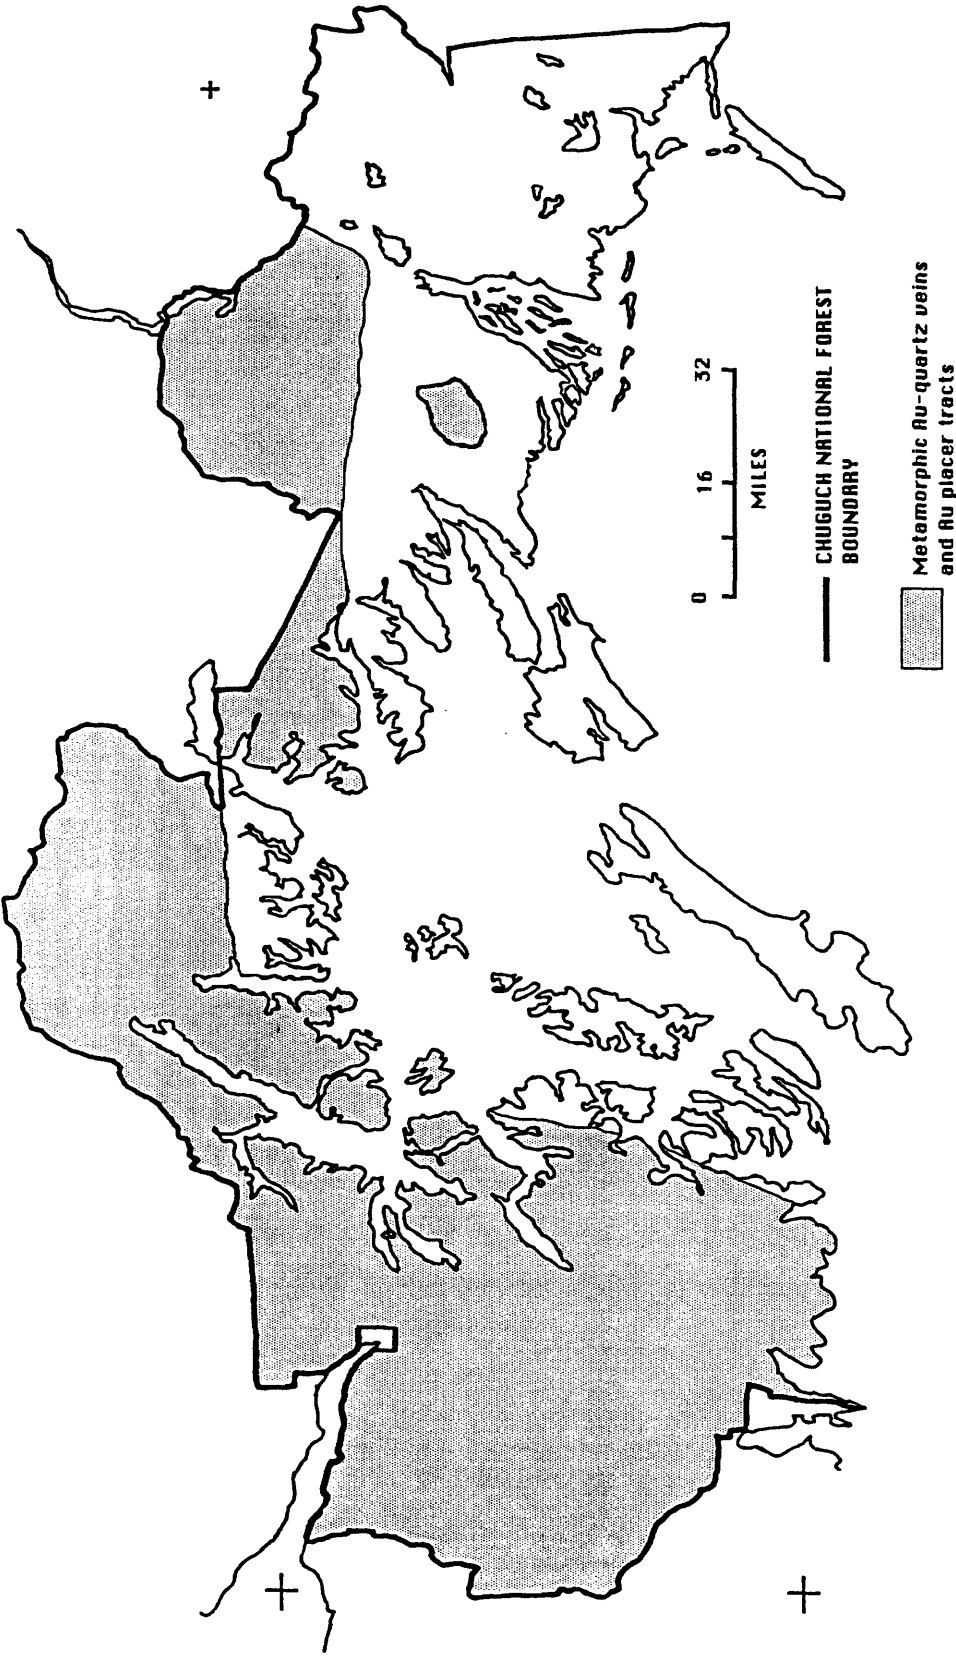 0 16 32
MILES
CHUGUCH NATIONAL FOREST
BOUNDARY
Metamorphic Au-quartz veins
and Au placer tracts